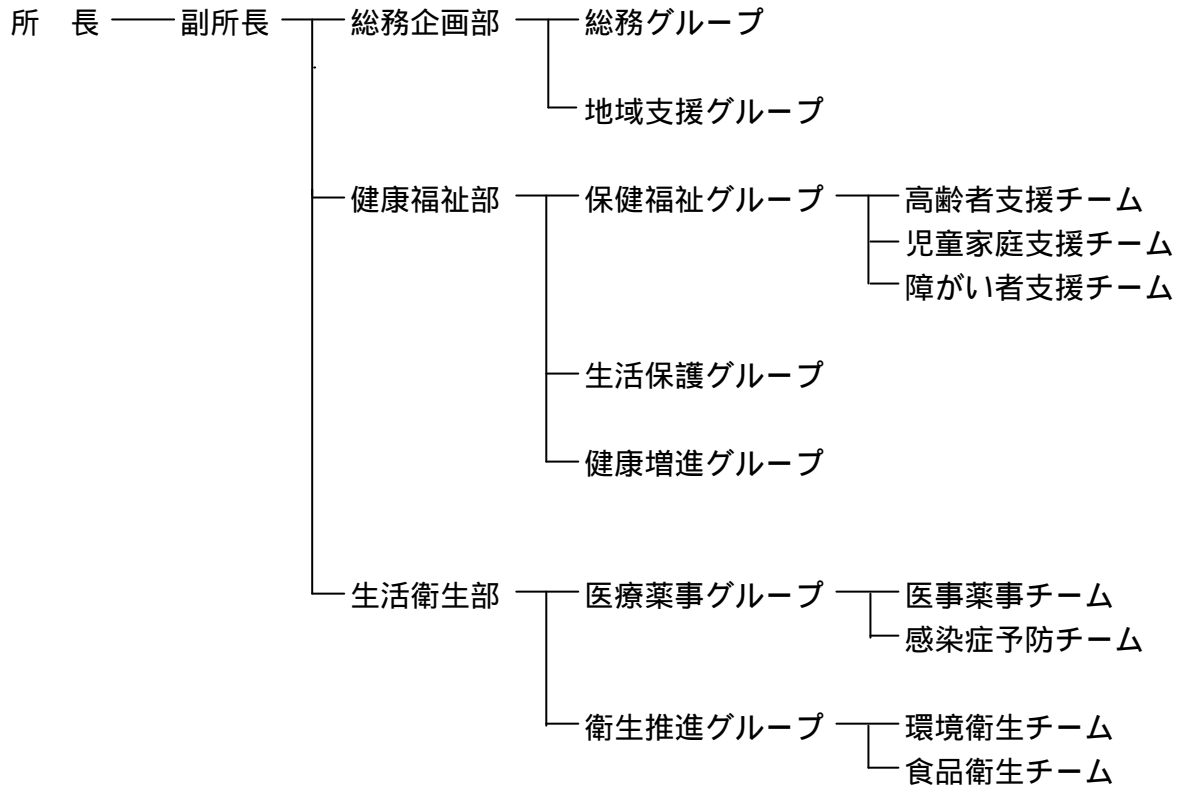 所　長 副所長 総務企画部 総務グループ
地域支援グループ
健康福祉部 保健福祉グループ 高齢者支援チーム
児童家庭支援チーム
障がい者支援チーム
生活保護グループ
健康増進グループ
生活衛生部 医療薬事グループ 医事薬事チーム
感染症予防チーム
衛生推進グループ 環境衛生チーム
食品衛生チーム